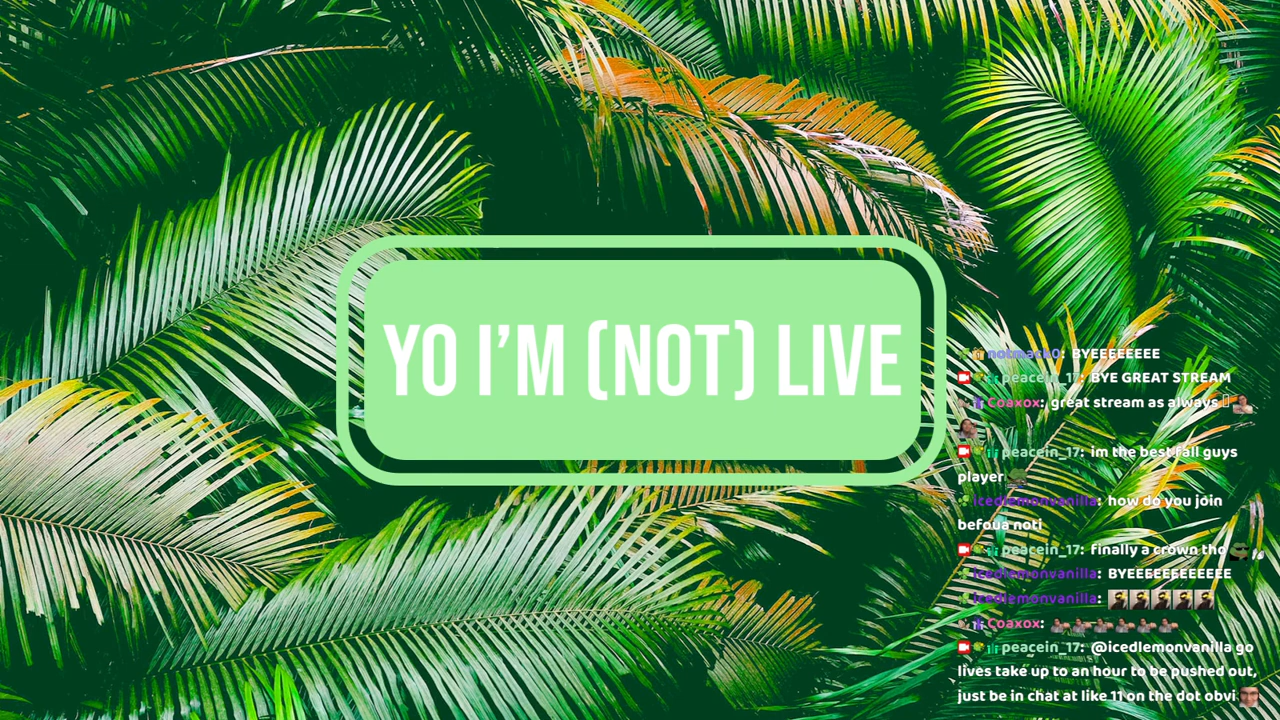 YO I'M (NOT) LIVE
notmack0: BYEEEEEEEE
peacein_17: BYE GREAT STREAM
Coaxox: great stream as always
peacein_17: im the best fall guys
player
icedlemonvanilla: how do you join
befoua noti
peacein_17: finally a crown tho
icedlemonvanilla: BYEEEEEEEEEEEE
icedlemonvanilla:
Coaxox:
peacein_17: @icedlemonvanilla go
lives take up to an hour to be pushed out,
just be in chat at like 11 on the dot obvi